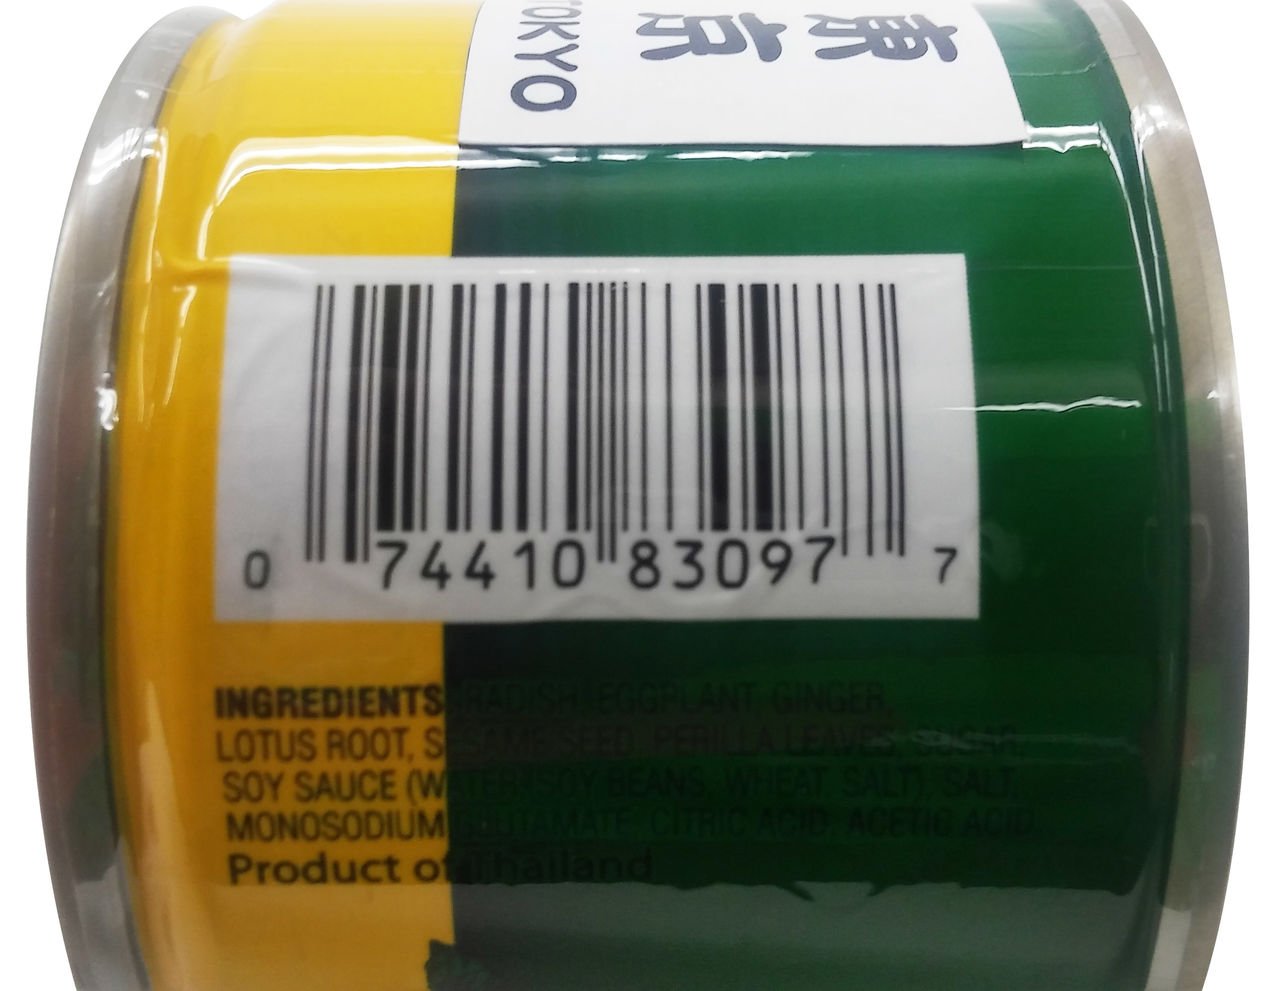 TOKYO
東京
0 74410 83097 7
INGREDIENTS: RADISH, EGGPLANT, GINGER,
LOTUS ROOT, SESAME SEED, PERILLA LEAVES, SUGAR,
SOY SAUCE (WATER, SOY BEANS, WHEAT, SALT), SALT,
MONOSODIUM GLUTAMATE, CITRIC ACID, ACETIC ACID.
Product of Thailand